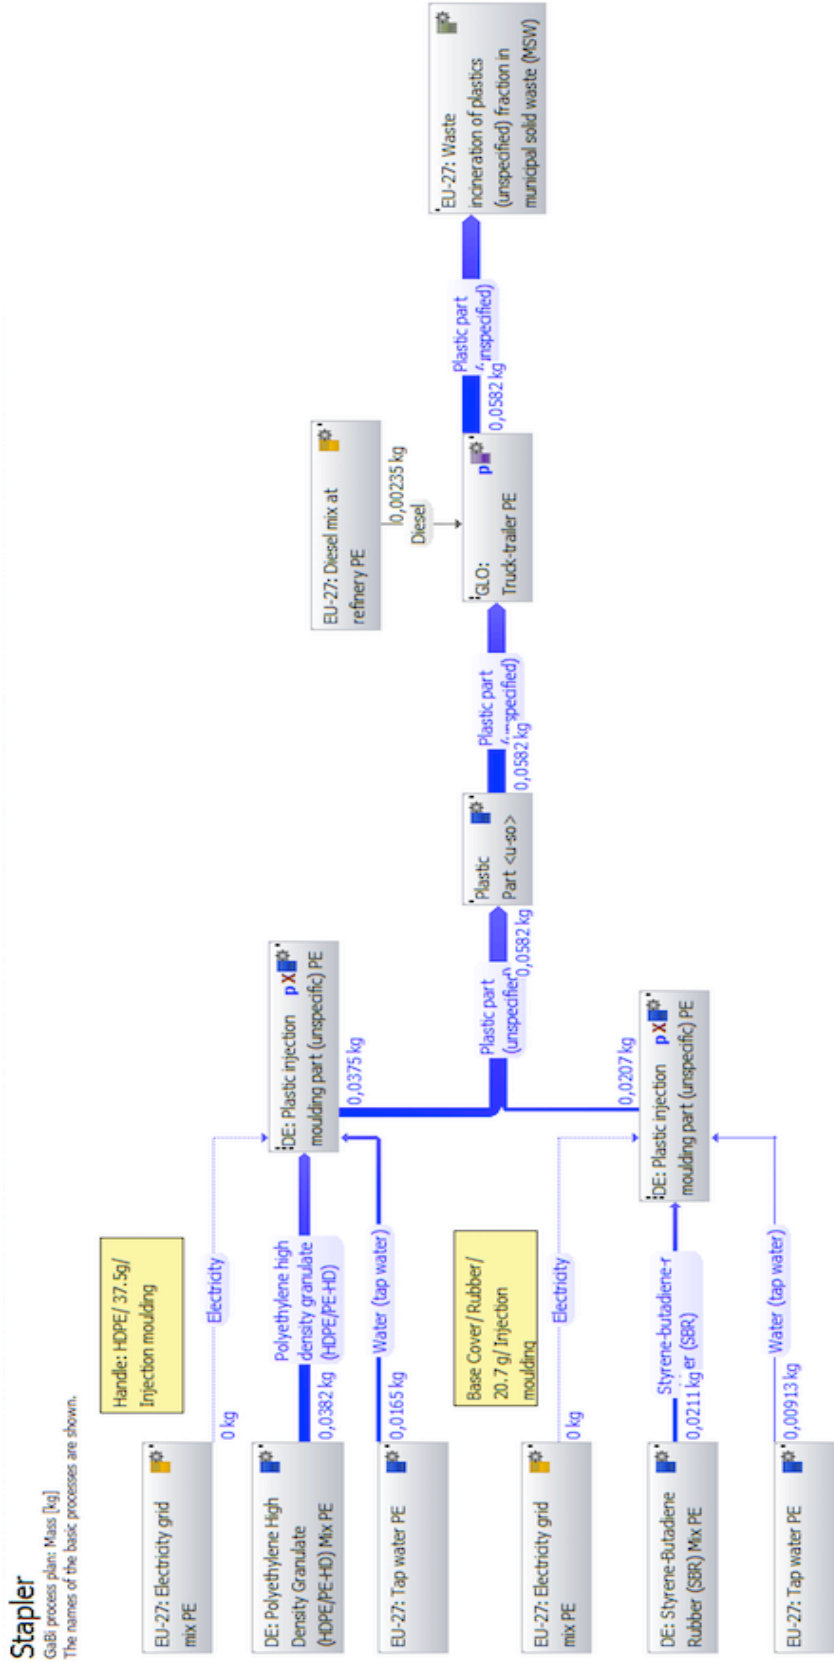 Stapler
GaBi process plan: Mass [kg]
The names of the basic processes are shown.
Handle: HDPE/ 37.5g/
Injection moulding
EU-27: Electricity grid
mix PE
0 kg
Electricity
DE: Polyethylene High
Density Granulate
(HDPE/PE-HD) Mix PE
0,0382 kg
Polyethylene high
density granulate
(HDPE/PE-HD)
EU-27: Tap water PE
0,0165 kg
Water (tap water)
DE: Plastic injection
moulding part (unspecific) PE
pX
0,0375 kg
Base Cover/ Rubber/
20.7 g/ Injection
moulding
EU-27: Electricity grid
mix PE
0 kg
Electricity
DE: Styrene-Butadiene
Rubber (SBR) Mix PE
0,0211 kg
Styrene-butadiene-r
er (SBR)
EU-27: Tap water PE
0,00913 kg
Water (tap water)
DE: Plastic injection
moulding part (unspecific) PE
pX
0,0207 kg
Plastic part
(unspecified)
0,0582 kg
Plastic
Part <u-so>
Plastic part
0,0582 kg
EU-27: Diesel mix at
refinery PE
0,00235 kg
Diesel
GLO:
Truck-trailer PE
p
Plastic part
0,0582 kg
EU-27: Waste
incineration of plastics
(unspecified) fraction in
municipal solid waste (MSW)